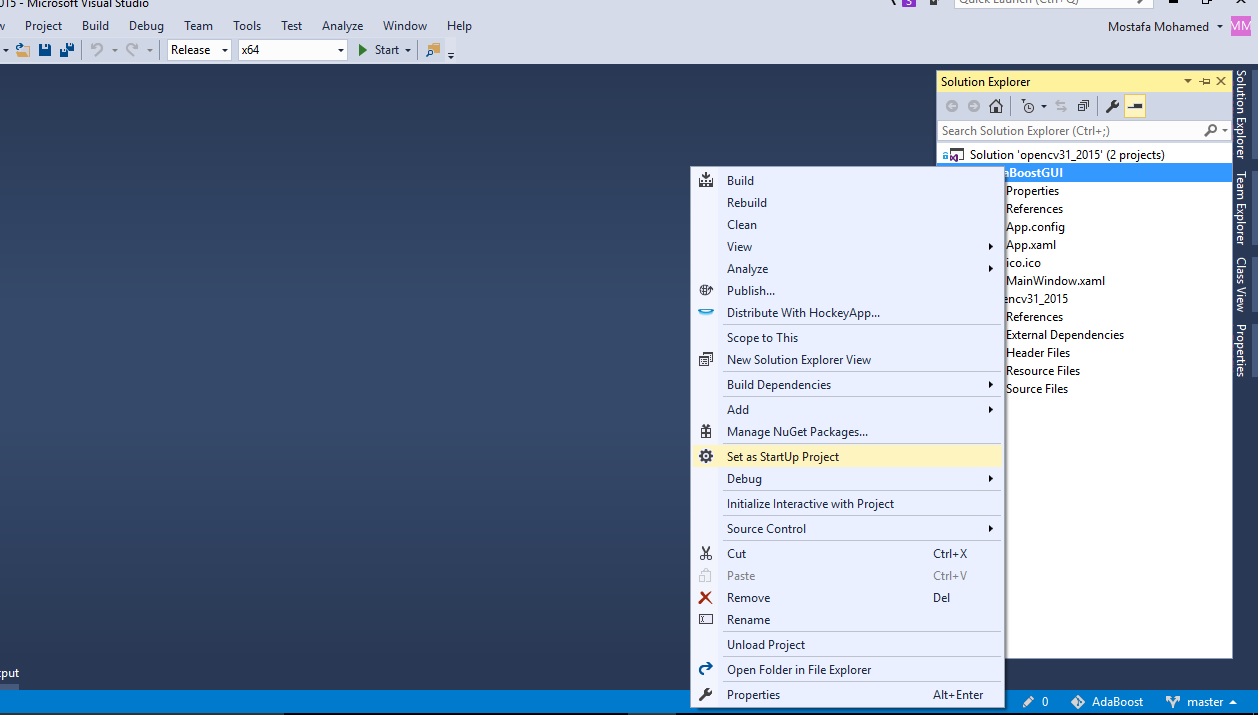 015 - Microsoft Visual Studio
Quick Launch (Ctrl+Q)
Project Build Debug Team Tools Test Analyze Window Help
Mostafa Mohamed MM
Release x64 Start
Solution Explorer
Search Solution Explorer (Ctrl+;)
Solution 'opencv31_2015' (2 projects)
aBoostGUI
Properties
References
App.config
App.xaml
ico.ico
MainWindow.xaml
encv31_2015
References
External Dependencies
Header Files
Resource Files
Source Files
Build
Rebuild
Clean
View
Analyze
Publish...
Distribute With HockeyApp...
Scope to This
New Solution Explorer View
Build Dependencies
Add
Manage NuGet Packages...
Set as StartUp Project
Debug
Initialize Interactive with Project
Source Control
Cut Ctrl+X
Paste Ctrl+V
Remove Del
Rename
Unload Project
Open Folder in File Explorer
Properties Alt+Enter
Solution Explorer
Team Explorer
Class View
Properties
tput
0 AdaBoost master